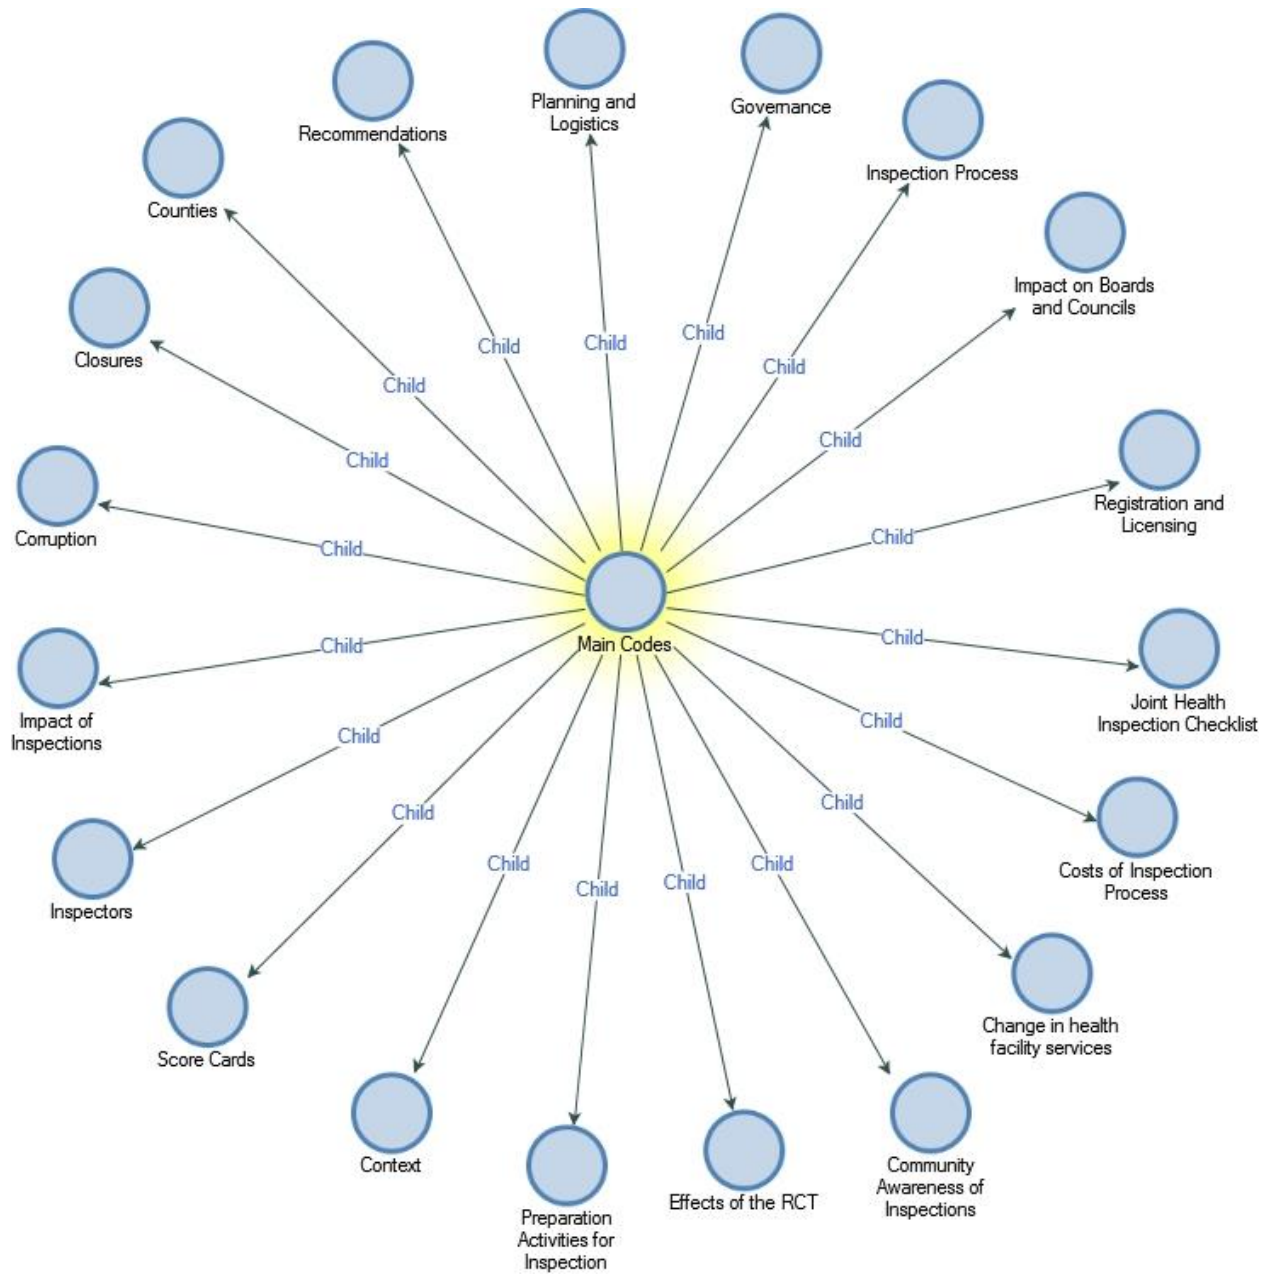 Planning and
Logistics
Governance
Recommendations
Inspection Process
Counties
Impact on Boards
and Councils
Closures
Child
Child
Child
Child
Child
Child
Child
Child
Registration and
Licensing
Corruption
Child
Child
Main Codes
Child
Child
Joint Health
Inspection Checklist
Impact of
Inspections
Child
Child
Child
Child
Costs of Inspection
Process
Child
Child
Child
Child
Inspectors
Change in health
facility services
Score Cards
Context
Community
Awareness of
Inspections
Effects of the RCT
Preparation
Activities for
Inspection